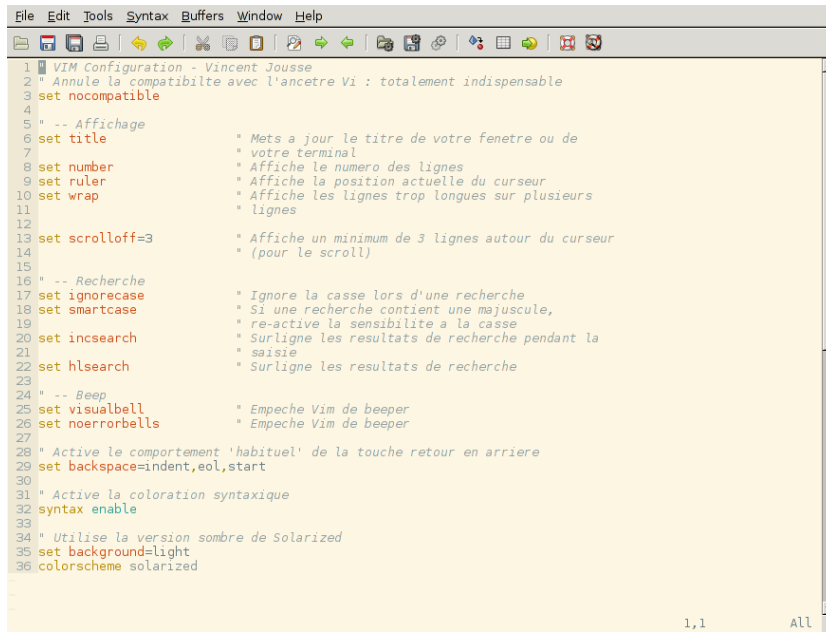 File Edit Tools Syntax Buffers Window Help
1 " VIM Configuration - Vincent Jousse
2 " Annule la compatibilte avec l'ancetre Vi : totalement indispensable
3 set nocompatible
4
5 " -- Affichage
6 set title " Mets a jour le titre de votre fenetre ou de
7 " votre terminal
8 set number " Affiche le numero des lignes
9 set ruler " Affiche la position actuelle du curseur
10 set wrap " Affiche les lignes trop longues sur plusieurs
11 " lignes
12
13 set scrolloff=3 " Affiche un minimum de 3 lignes autour du curseur
14 " (pour le scroll)
15
16 " -- Recherche
17 set ignorecase " Ignore la casse lors d'une recherche
18 set smartcase " Si une recherche contient une majuscule,
19 " re-active la sensibilite a la casse
20 set incsearch " Surligne les resultats de recherche pendant la
21 " saisie
22 set hlsearch " Surligne les resultats de recherche
23
24 " -- Beep
25 set visualbell " Empeche Vim de beeper
26 set noerrorbells " Empeche Vim de beeper
27
28 " Active le comportement 'habituel' de la touche retour en arriere
29 set backspace=indent,eol,start
30
31 " Active la coloration syntaxique
32 syntax enable
33
34 " Utilise la version sombre de Solarized
35 set background=light
36 colorscheme solarized
1,1 All